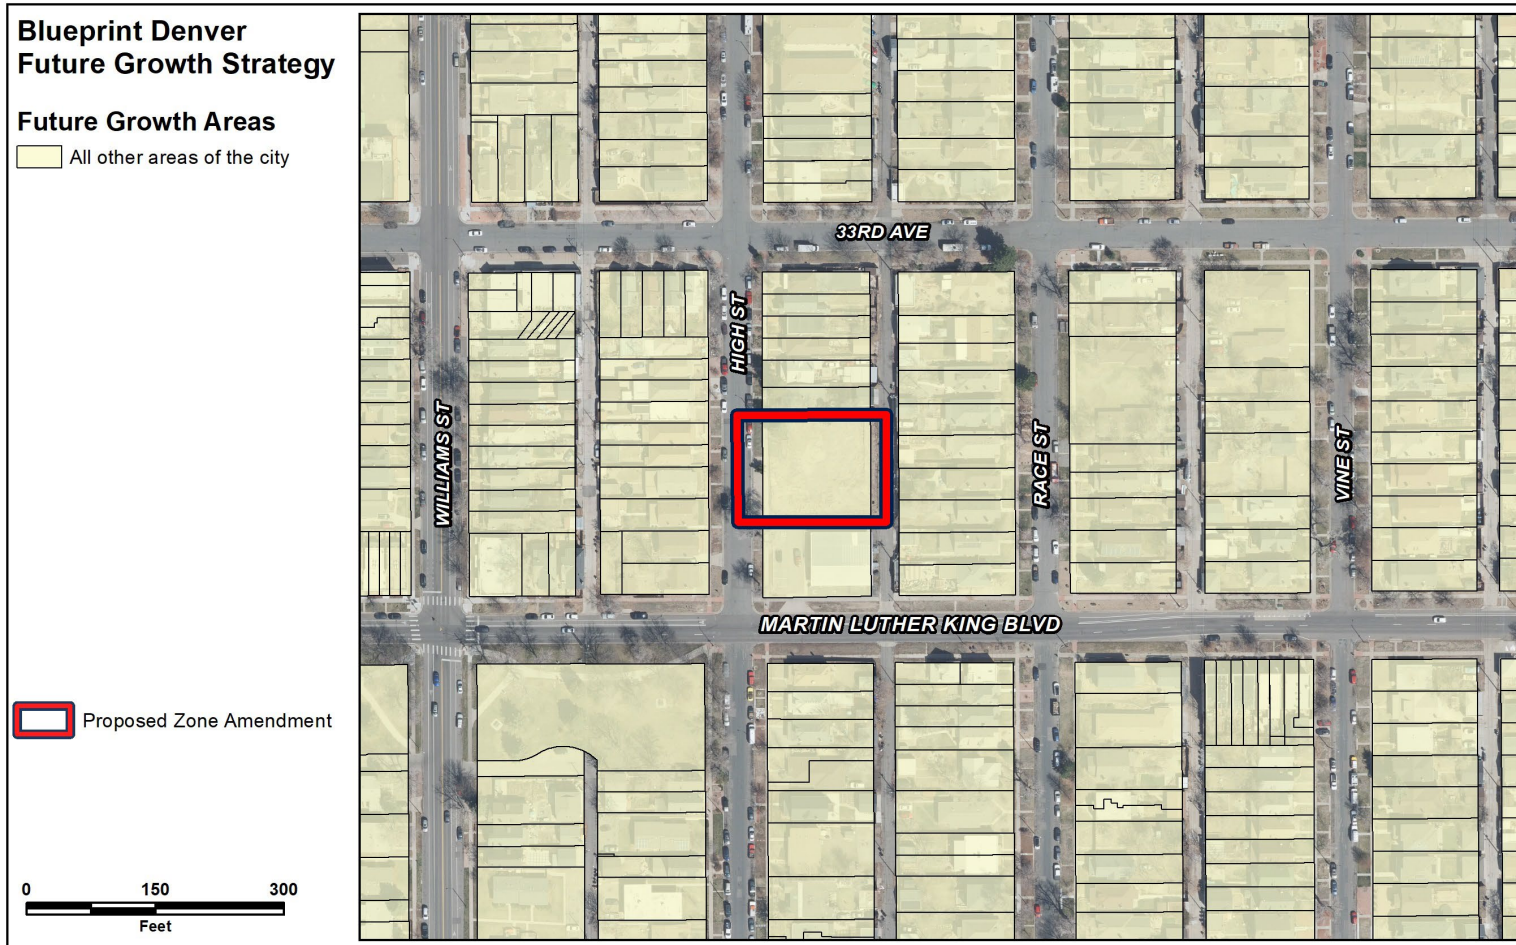 Blueprint Denver
Future Growth Strategy
Future Growth Areas
All other areas of the city
33RD AVE
HIGH ST
WILLIAMS ST
RACE ST
VINE ST
MARTIN LUTHER KING BLVD
Proposed Zone Amendment
0 150 300
Feet